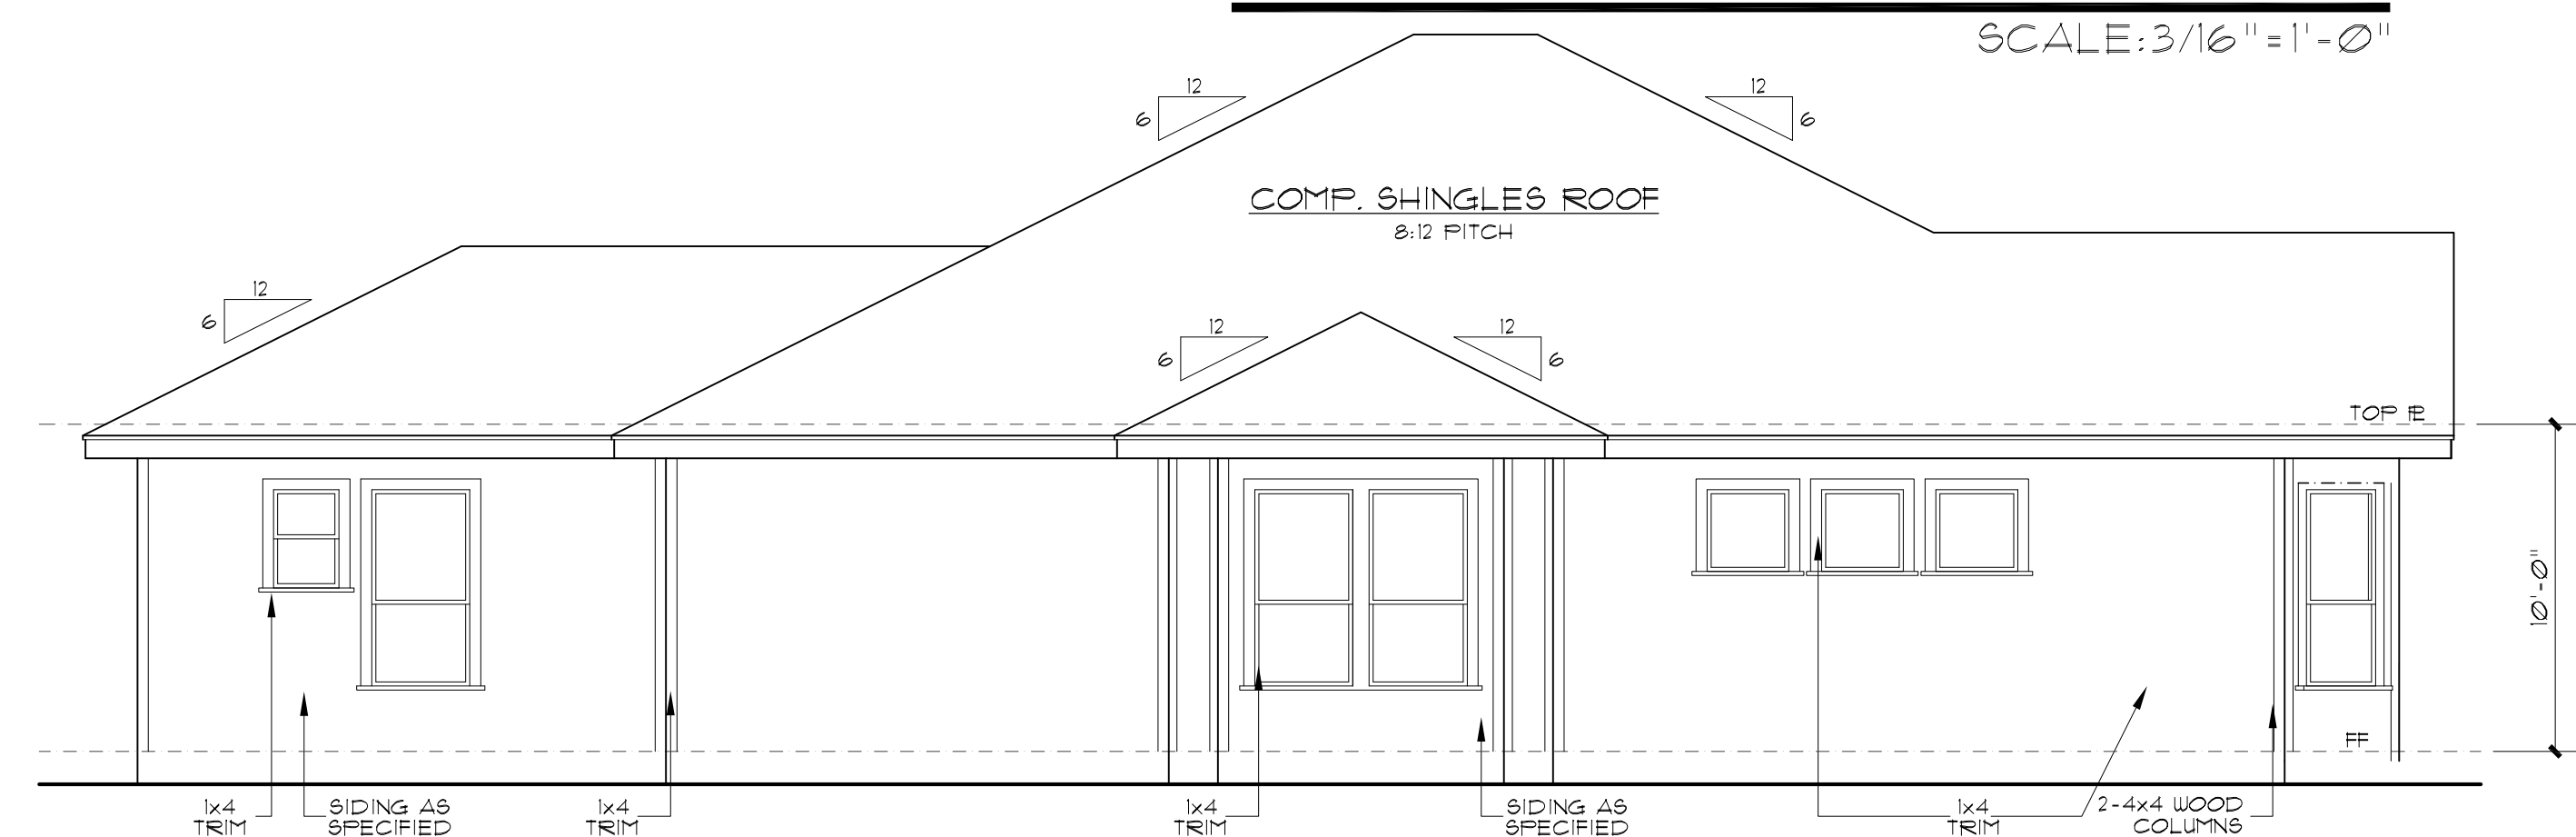 SCALE:3/16"=1'-0"
12
6
12
6
COMP. SHINGLES ROOF
8:12 PITCH
12
6
12
6
12
6
TOP PL
10'-0"
FF
1x4
TRIM
SIDING AS
SPECIFIED
1x4
TRIM
1x4
TRIM
SIDING AS
SPECIFIED
1x4
TRIM
2-4x4 WOOD
COLUMNS